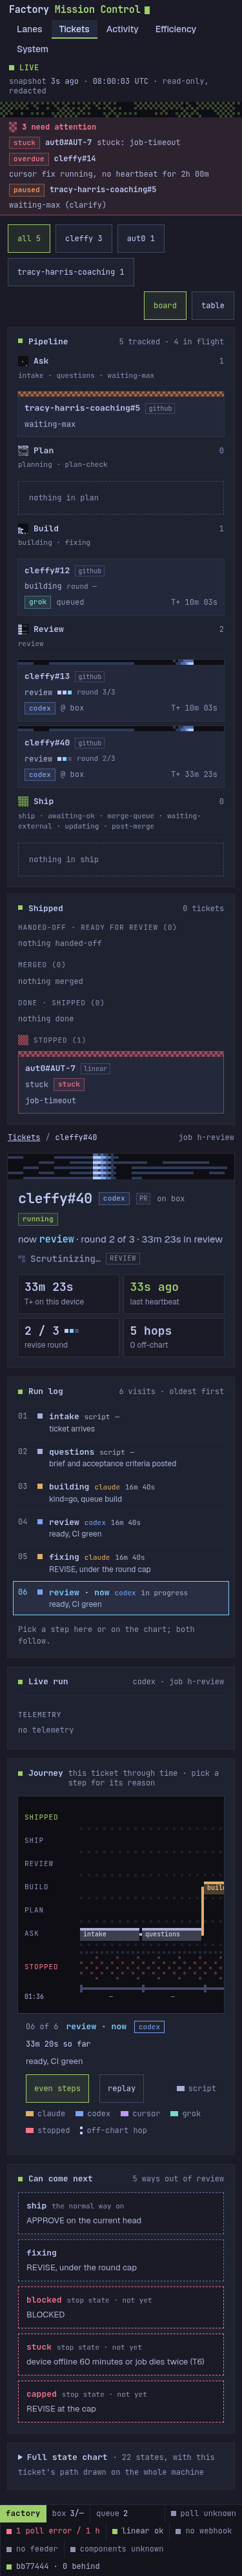 Factory Mission Control
Lanes Tickets Activity Efficiency
System
LIVE
snapshot 3s ago · 08:00:03 UTC · read-only,
redacted
3 need attention
stuck aut0#AUT-7 stuck: job-timeout
overdue cleffy#14
cursor fix running, no heartbeat for 2h 00m
paused tracy-harris-coaching#5
waiting-max (clarify)
all 5 cleffy 3 aut0 1
tracy-harris-coaching 1
board table
Pipeline 5 tracked · 4 in flight
Ask 1
intake · questions · waiting-max
tracy-harris-coaching#5 github
waiting-max
Plan 0
planning · plan-check
nothing in plan
Build 1
building · fixing
cleffy#12 github
building round —
grok queued T+ 10m 03s
Review 2
review
cleffy#13 github
review round 3/3
codex @ box T+ 10m 03s
cleffy#40 github
review round 2/3
codex @ box T+ 33m 23s
Ship 0
ship · awaiting-ok · merge-queue · waiting-
external · updating · post-merge
nothing in ship
Shipped 0 tickets
HANDED-OFF · READY FOR REVIEW (0)
nothing handed-off
MERGED (0)
nothing merged
DONE · SHIPPED (0)
nothing done
STOPPED (1)
aut0#AUT-7 linear
stuck stuck
job-timeout
Tickets / cleffy#40 job h-review
cleffy#40 codex PR on box
running
now review · round 2 of 3 · 33m 23s in review
Scrutinizing… REVIEW
33m 23s
T+ on this device
33s ago
last heartbeat
2 / 3
revise round
5 hops
0 off-chart
Run log 6 visits · oldest first
01 intake script —
ticket arrives
02 questions script —
brief and acceptance criteria posted
03 building claude 16m 40s
kind=go, queue build
04 review codex 16m 40s
ready, CI green
05 fixing claude 16m 40s
REVISE, under the round cap
06 review · now codex in progress
ready, CI green
Pick a step here or on the chart; both
follow.
Live run codex · job h-review
TELEMETRY
no telemetry
Journey this ticket through time · pick a
step for its reason
SHIPPED
SHIP
REVIEW
BUILD
PLAN
ASK
intake questions
STOPPED
01:36 — —
06 of 6 review · now codex
33m 20s so far
ready, CI green
even steps replay script
claude codex cursor grok
stopped off-chart hop
Can come next 5 ways out of review
ship the normal way on
APPROVE on the current head
fixing
REVISE, under the round cap
blocked stop state · not yet
BLOCKED
stuck stop state · not yet
device offline 60 minutes or job dies twice (T6)
capped stop state · not yet
REVISE at the cap
Full state chart · 22 states, with this
ticket's path drawn on the whole machine
factory box 3/— queue 2 poll unknown
1 poll error / 1 h linear ok no webhook
no feeder components unknown
bb77444 · 0 behind